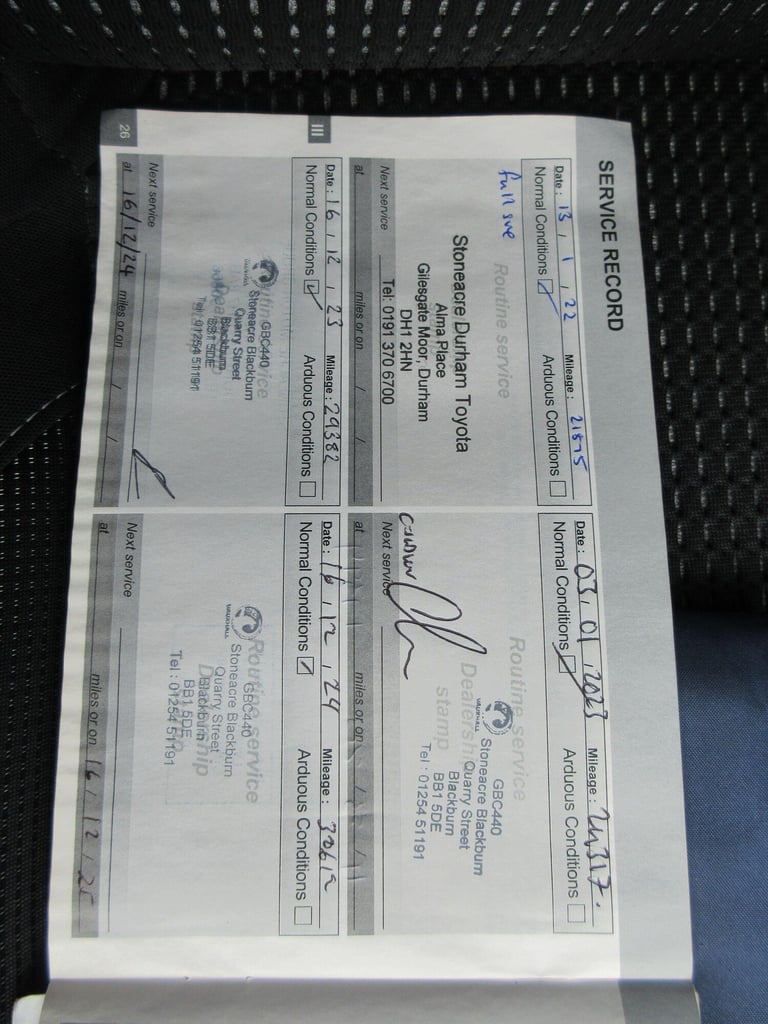 SERVICE RECORD
Date : 13 / 1 / 22 Mileage : 21875
Normal Conditions ☑ Arduous Conditions ☐
full sve
Routine service
Stoneacre Durham Toyota
Alma Place
Gilesgate Moor, Durham
DH1 2HN
Tel: 0191 370 6700
Next service
at miles or on / /
Date : 03 / 01 / 2023 Mileage : 24317.
Normal Conditions ☑ Arduous Conditions ☐
Routine service
Dealership
stamp
VAUXHALL
GBC440
Stoneacre Blackburn
Quarry Street
Blackburn
BB1 5DE
Tel : 01254 51191
Next service
at miles or on / /
III
Date : 16 / 12 / 23 Mileage : 29382
Normal Conditions ☑ Arduous Conditions ☐
VAUXHALL
GBC440
Stoneacre Blackburn
Quarry Street
Blackburn
BB1 5DE
Tel : 01254 51191
Next service
at 16/12/24 miles or on / /
Date : 16 / 12 / 24 Mileage :
Normal Conditions ☑ Arduous Conditions ☐
Routine service
Dealership
VAUXHALL
GBC440
Stoneacre Blackburn
Quarry Street
Blackburn
BB1 5DE
Tel : 01254 51191
Next service
at miles or on 16 / 12 / 25
26